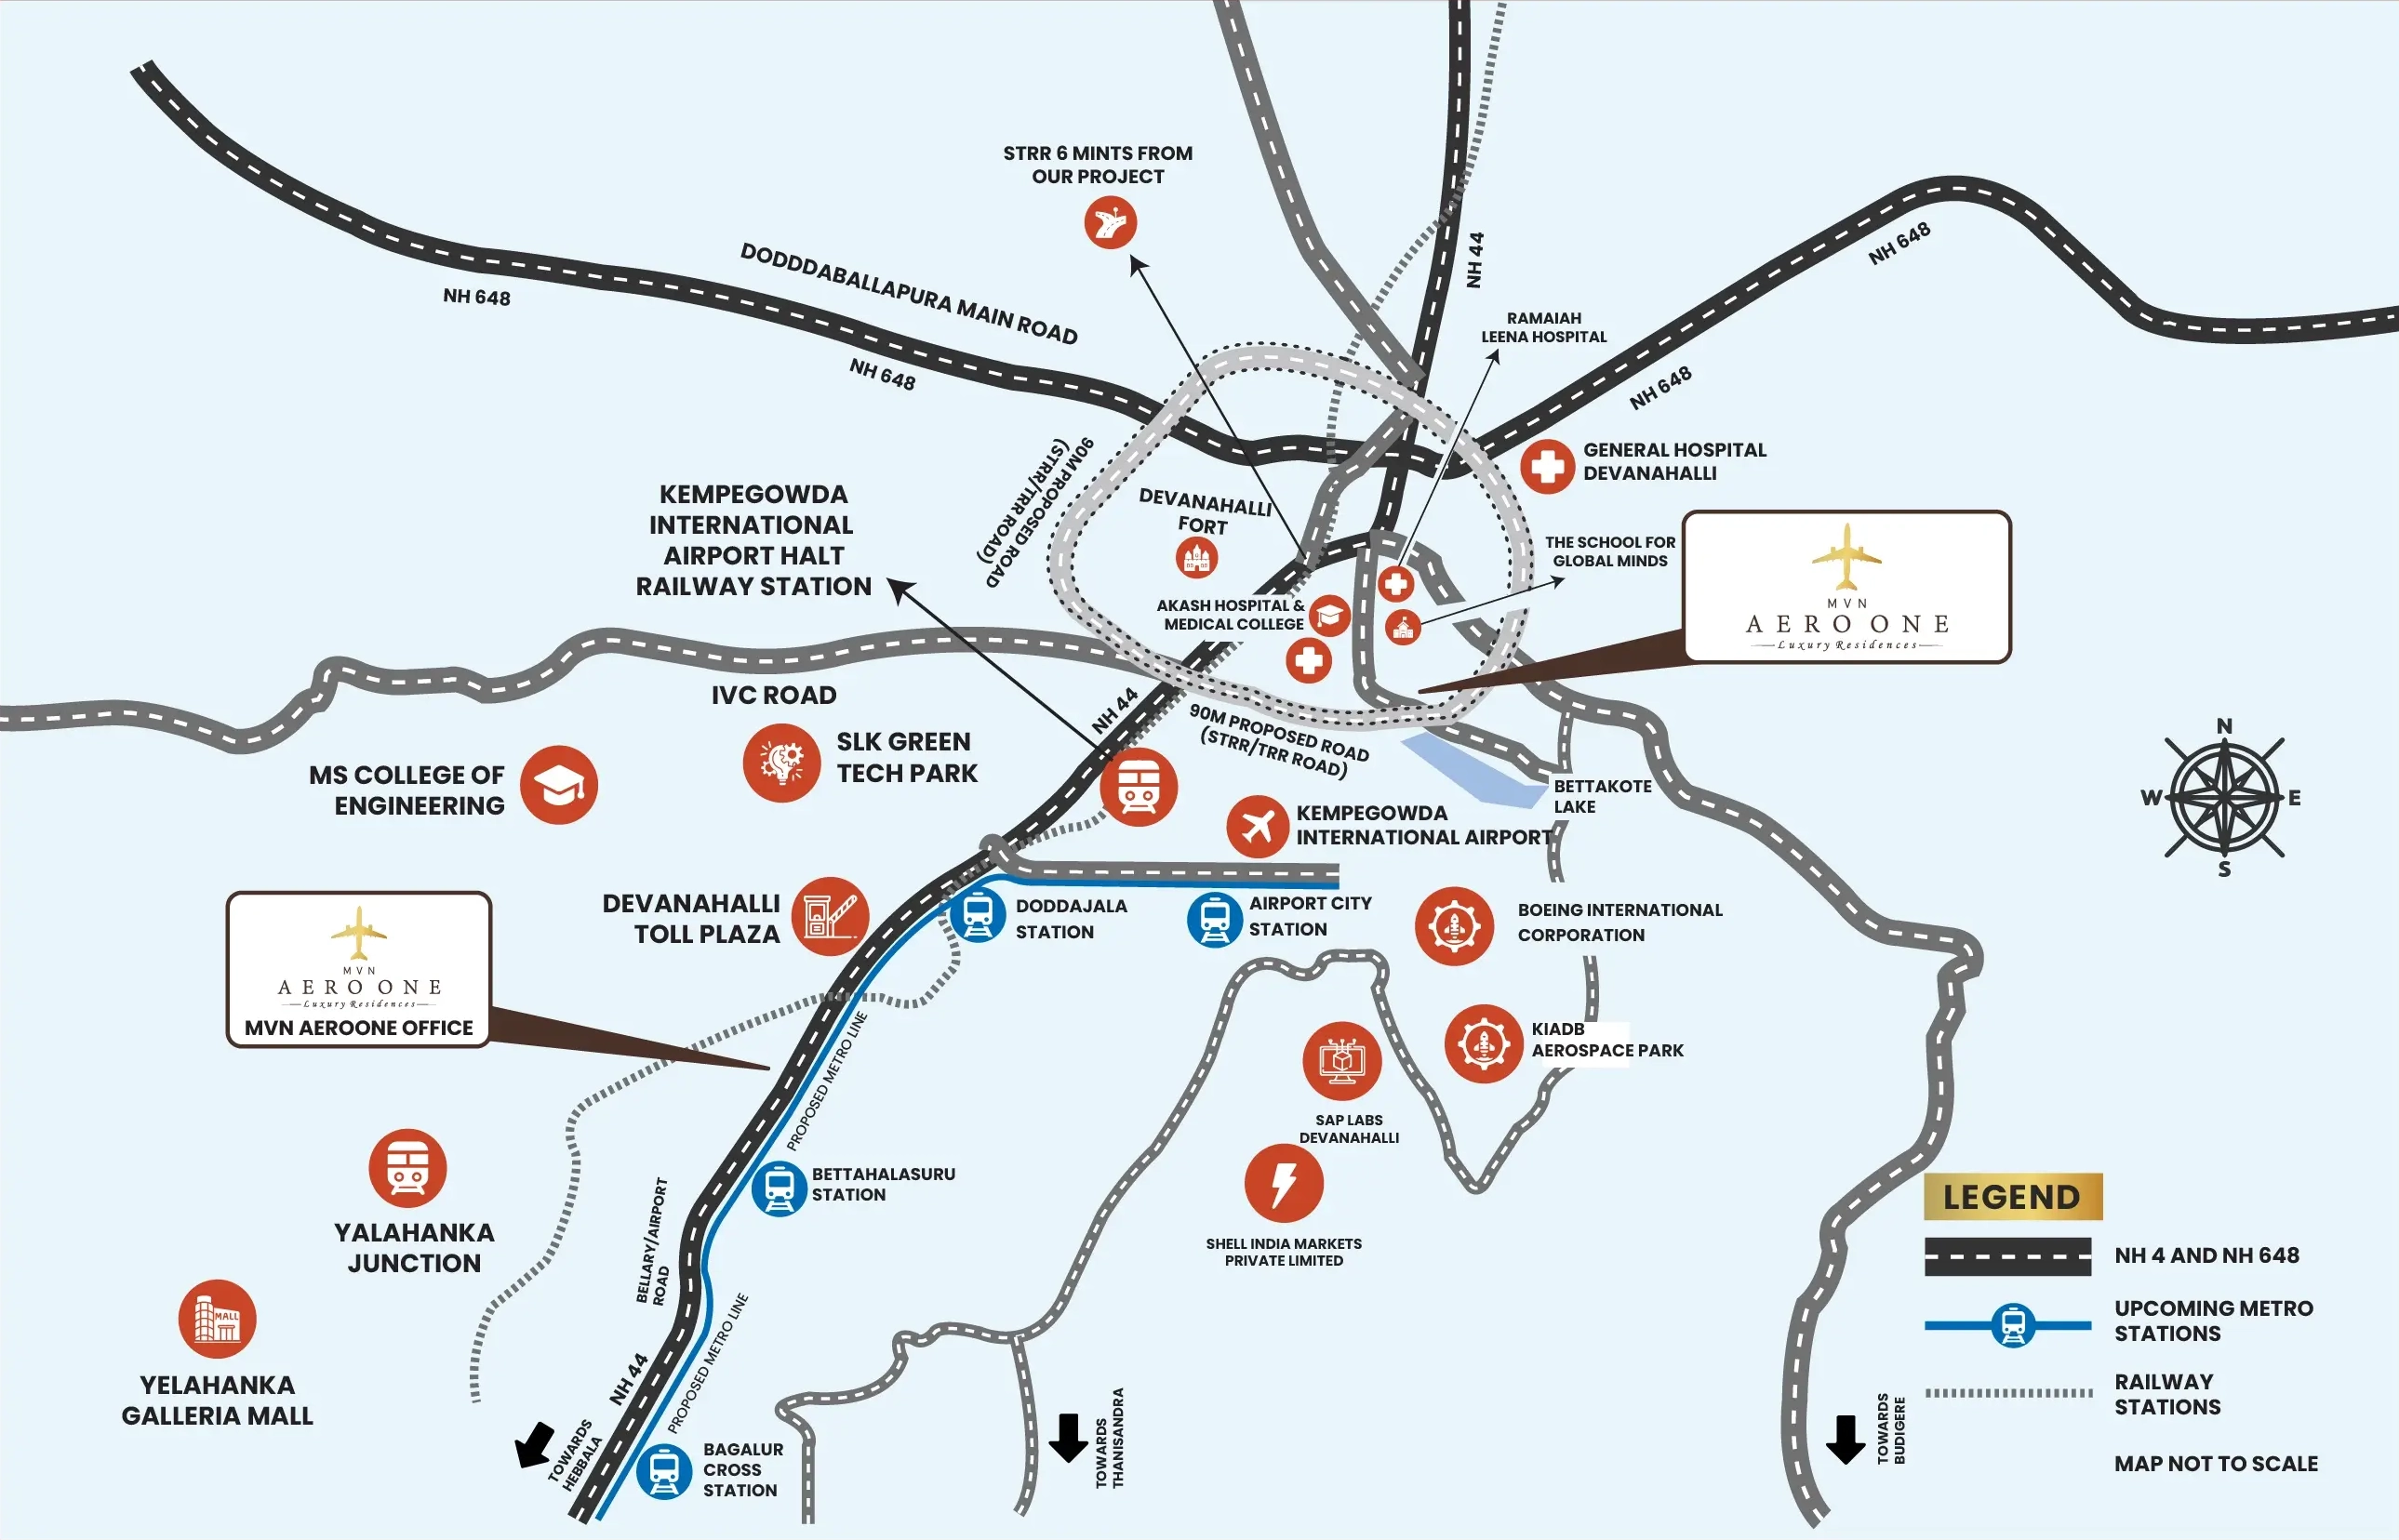 STRR 6 MINTS FROM
OUR PROJECT
DODDDABALLAPURA MAIN ROAD
NH 648
NH 648
NH 44
NH 648
NH 648
RAMAIAH
LEENA HOSPITAL
GENERAL HOSPITAL
DEVANAHALLI
90M PROPOSED ROAD
(STRR/TRR ROAD)
DEVANAHALLI
FORT
KEMPEGOWDA
INTERNATIONAL
AIRPORT HALT
RAILWAY STATION
THE SCHOOL FOR
GLOBAL MINDS
MVN
AERO ONE
Luxury Residences
AKASH HOSPITAL &
MEDICAL COLLEGE
IVC ROAD
NH 44
90M PROPOSED ROAD
(STRR/TRR ROAD)
SLK GREEN
TECH PARK
MS COLLEGE OF
ENGINEERING
BETTAKOTE
LAKE
KEMPEGOWDA
INTERNATIONAL AIRPORT
N
W
E
S
DEVANAHALLI
TOLL PLAZA
DODDAJALA
STATION
AIRPORT CITY
STATION
BOEING INTERNATIONAL
CORPORATION
MVN
AERO ONE
Luxury Residences
MVN AEROONE OFFICE
PROPOSED METRO LINE
KIADB
AEROSPACE PARK
SAP LABS
DEVANAHALLI
BETTAHALASURU
STATION
SHELL INDIA MARKETS
PRIVATE LIMITED
YALAHANKA
JUNCTION
BELLARY/AIRPORT
ROAD
MALL
YELAHANKA
GALLERIA MALL
NH 44
PROPOSED METRO LINE
TOWARDS
HEBBALA
BAGALUR
CROSS
STATION
TOWARDS
THANISANDRA
TOWARDS
BUDIGERE
LEGEND
NH 4 AND NH 648
UPCOMING METRO
STATIONS
RAILWAY
STATIONS
MAP NOT TO SCALE